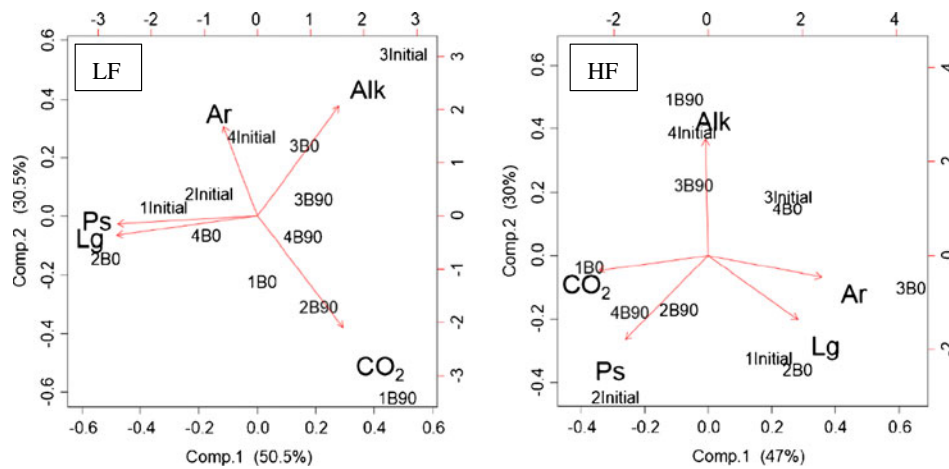 -3 -2 -1 0 1 2 3
LF
3Initial
Alk
Ar
4Initial
3B0
2Initial
1Initial
3B90
Ps
Lg
4B0
4B90
2B0
1B0
2B90
CO2
1B90
0.6
0.4
0.2
0.0
-0.2
-0.4
-0.6
3
2
1
0
-1
-2
-3
Comp.2 (30.5%)
-0.6 -0.4 -0.2 0.0 0.2 0.4 0.6
Comp.1 (50.5%)
-2 0 2 4
HF
1B90
Alk
4Initial
3B90
3Initial
4B0
1B0
CO2
Ar
3B0
4B90
2B90
Lg
1Initial
2B0
Ps
2Initial
0.6
0.4
0.2
0.0
-0.2
-0.4
4
2
0
-2
Comp.2 (30%)
-0.4 -0.2 0.0 0.2 0.4 0.6
Comp.1 (47%)